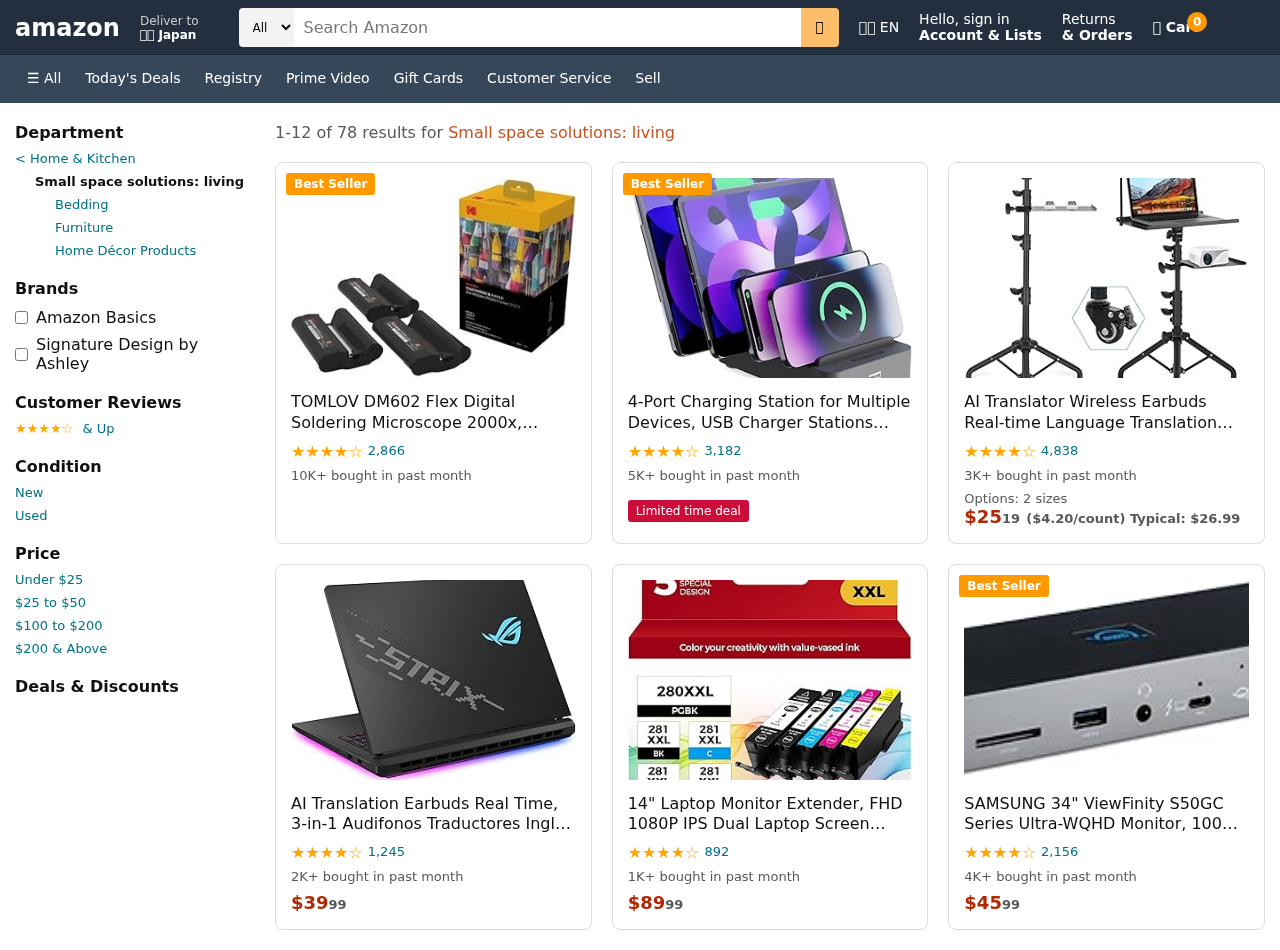 amazon
Deliver to
Japan
All
Search Amazon
EN
Hello, sign in
Account & Lists
Returns
& Orders
0
☰ All
Today's Deals
Registry
Prime Video
Gift Cards
Customer Service
Sell
Department
< Home & Kitchen
Small space solutions: living
Bedding
Furniture
Home Décor Products
Brands
Amazon Basics
Signature Design by
Ashley
Customer Reviews
★★★★☆ & Up
Condition
New
Used
Price
Under $25
$25 to $50
$100 to $200
$200 & Above
Deals & Discounts
1-12 of 78 results for Small space solutions: living
Best Seller
KODAK
TOMLOV DM602 Flex Digital
Soldering Microscope 2000x,…
★★★★☆ 2,866
10K+ bought in past month
Best Seller
4-Port Charging Station for Multiple
Devices, USB Charger Stations…
★★★★☆ 3,182
5K+ bought in past month
Limited time deal
AI Translator Wireless Earbuds
Real-time Language Translation…
★★★★☆ 4,838
3K+ bought in past month
Options: 2 sizes
$25 19 ($4.20/count) Typical: $26.99
STRIX
AI Translation Earbuds Real Time,
3-in-1 Audifonos Traductores Ingl…
★★★★☆ 1,245
2K+ bought in past month
$39 99
SPECIAL
DESIGN
XXL
Color your creativity with value-vased ink
280XXL
PGBK
281
XXL
BK
281
XXL
C
281
XXL
281
XXL
14" Laptop Monitor Extender, FHD
1080P IPS Dual Laptop Screen…
★★★★☆ 892
1K+ bought in past month
$89 99
Best Seller
SAMSUNG 34" ViewFinity S50GC
Series Ultra-WQHD Monitor, 100…
★★★★☆ 2,156
4K+ bought in past month
$45 99